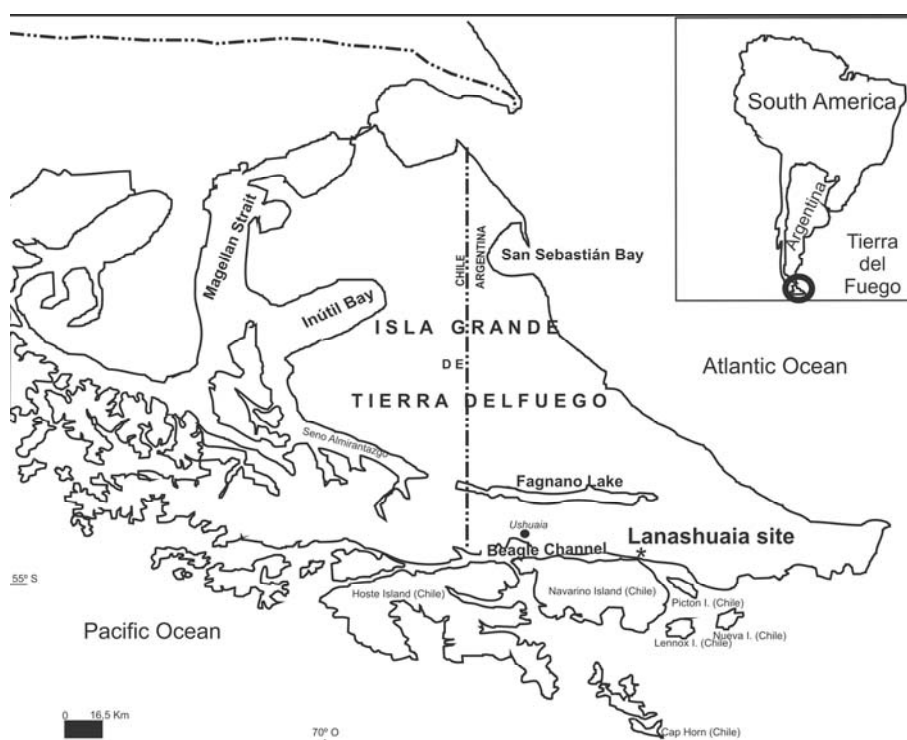 South America
Argentina
Tierra
del
Fuego
Magellan Strait
CHILE
ARGENTINA
San Sebastián Bay
Inútil Bay
ISLA GRANDE
DE
TIERRA DELFUEGO
Atlantic Ocean
Seno Almirantazgo
Fagnano Lake
Ushuaia
Lanashuaia site
*
Beagle Channel
55º S
Hoste Island (Chile)
Navarino Island (Chile)
Picton I. (Chile)
Nueva I. (Chile)
Lennox I. (Chile)
Pacific Ocean
0 16.5 Km
70º O
Cap Horn (Chile)